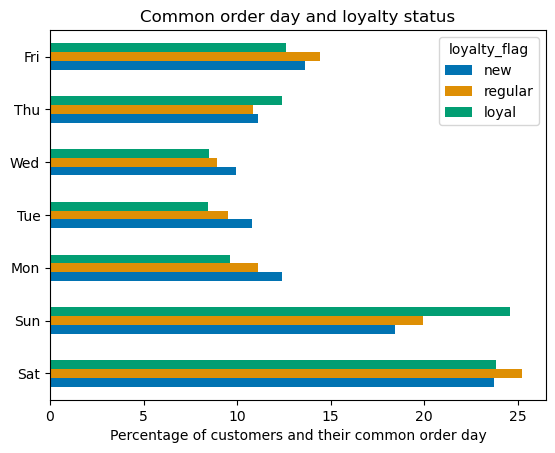 Common order day and loyalty status
loyalty_flag
new
regular
loyal
Fri
Thu
Wed
Tue
Mon
Sun
Sat
0 5 10 15 20 25
Percentage of customers and their common order day